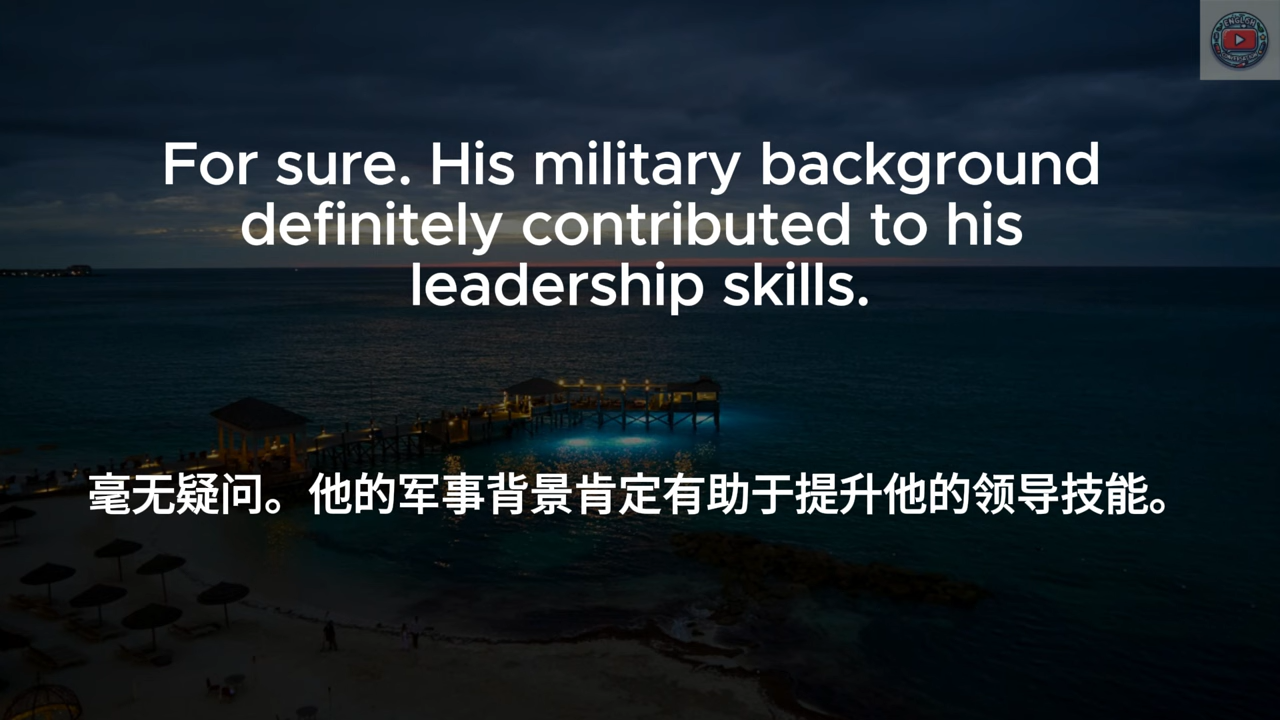 For sure. His military background
definitely contributed to his
leadership skills.
毫无疑问。他的军事背景肯定有助于提升他的领导技能。
ENGLISH